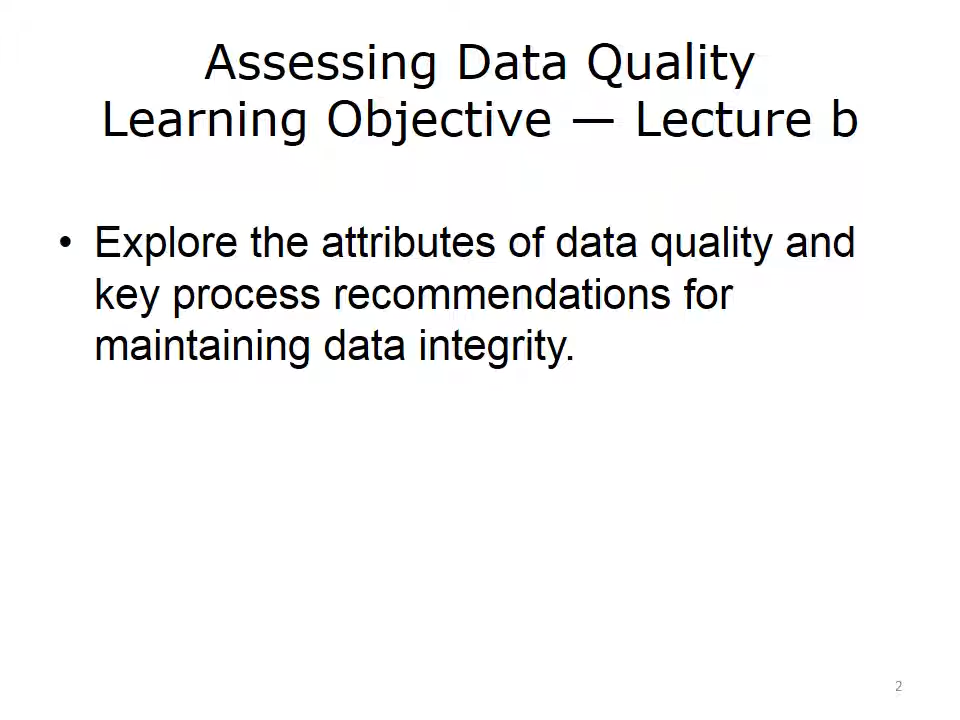 Assessing Data Quality
Learning Objective — Lecture b
• Explore the attributes of data quality and
key process recommendations for
maintaining data integrity.
2